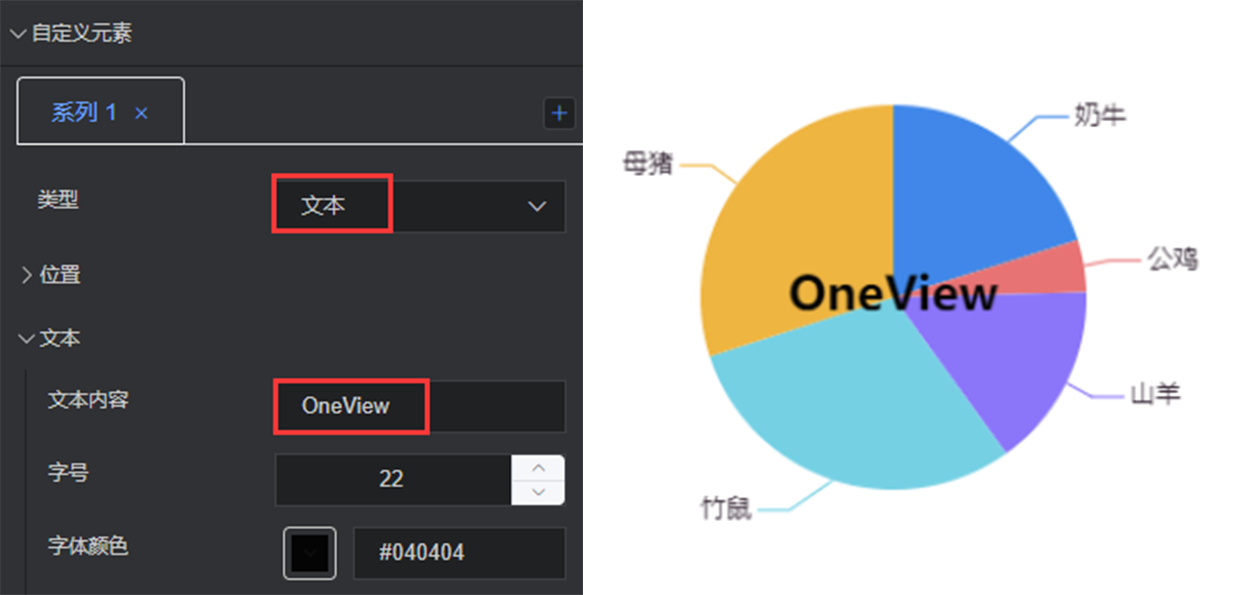 自定义元素
系列 1 ×
+
类型
文本
位置
文本
文本内容
OneView
字号
22
字体颜色
#040404
奶牛
母猪
公鸡
OneView
山羊
竹鼠